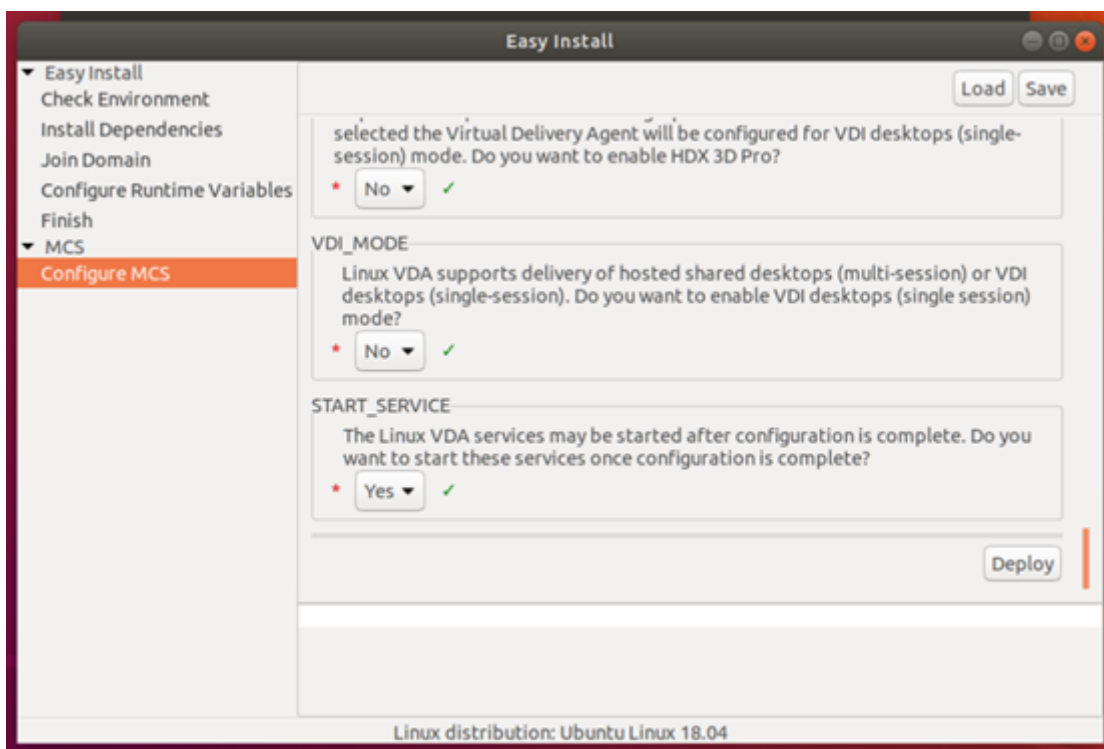 Easy Install
Easy Install
Check Environment
Install Dependencies
Join Domain
Configure Runtime Variables
Finish
MCS
Configure MCS
Load
Save
selected the Virtual Delivery Agent will be configured for VDI desktops (single-
session) mode. Do you want to enable HDX 3D Pro?
* No ✓
VDI_MODE
Linux VDA supports delivery of hosted shared desktops (multi-session) or VDI
desktops (single-session). Do you want to enable VDI desktops (single session)
mode?
* No ✓
START_SERVICE
The Linux VDA services may be started after configuration is complete. Do you
want to start these services once configuration is complete?
* Yes ✓
Deploy
Linux distribution: Ubuntu Linux 18.04